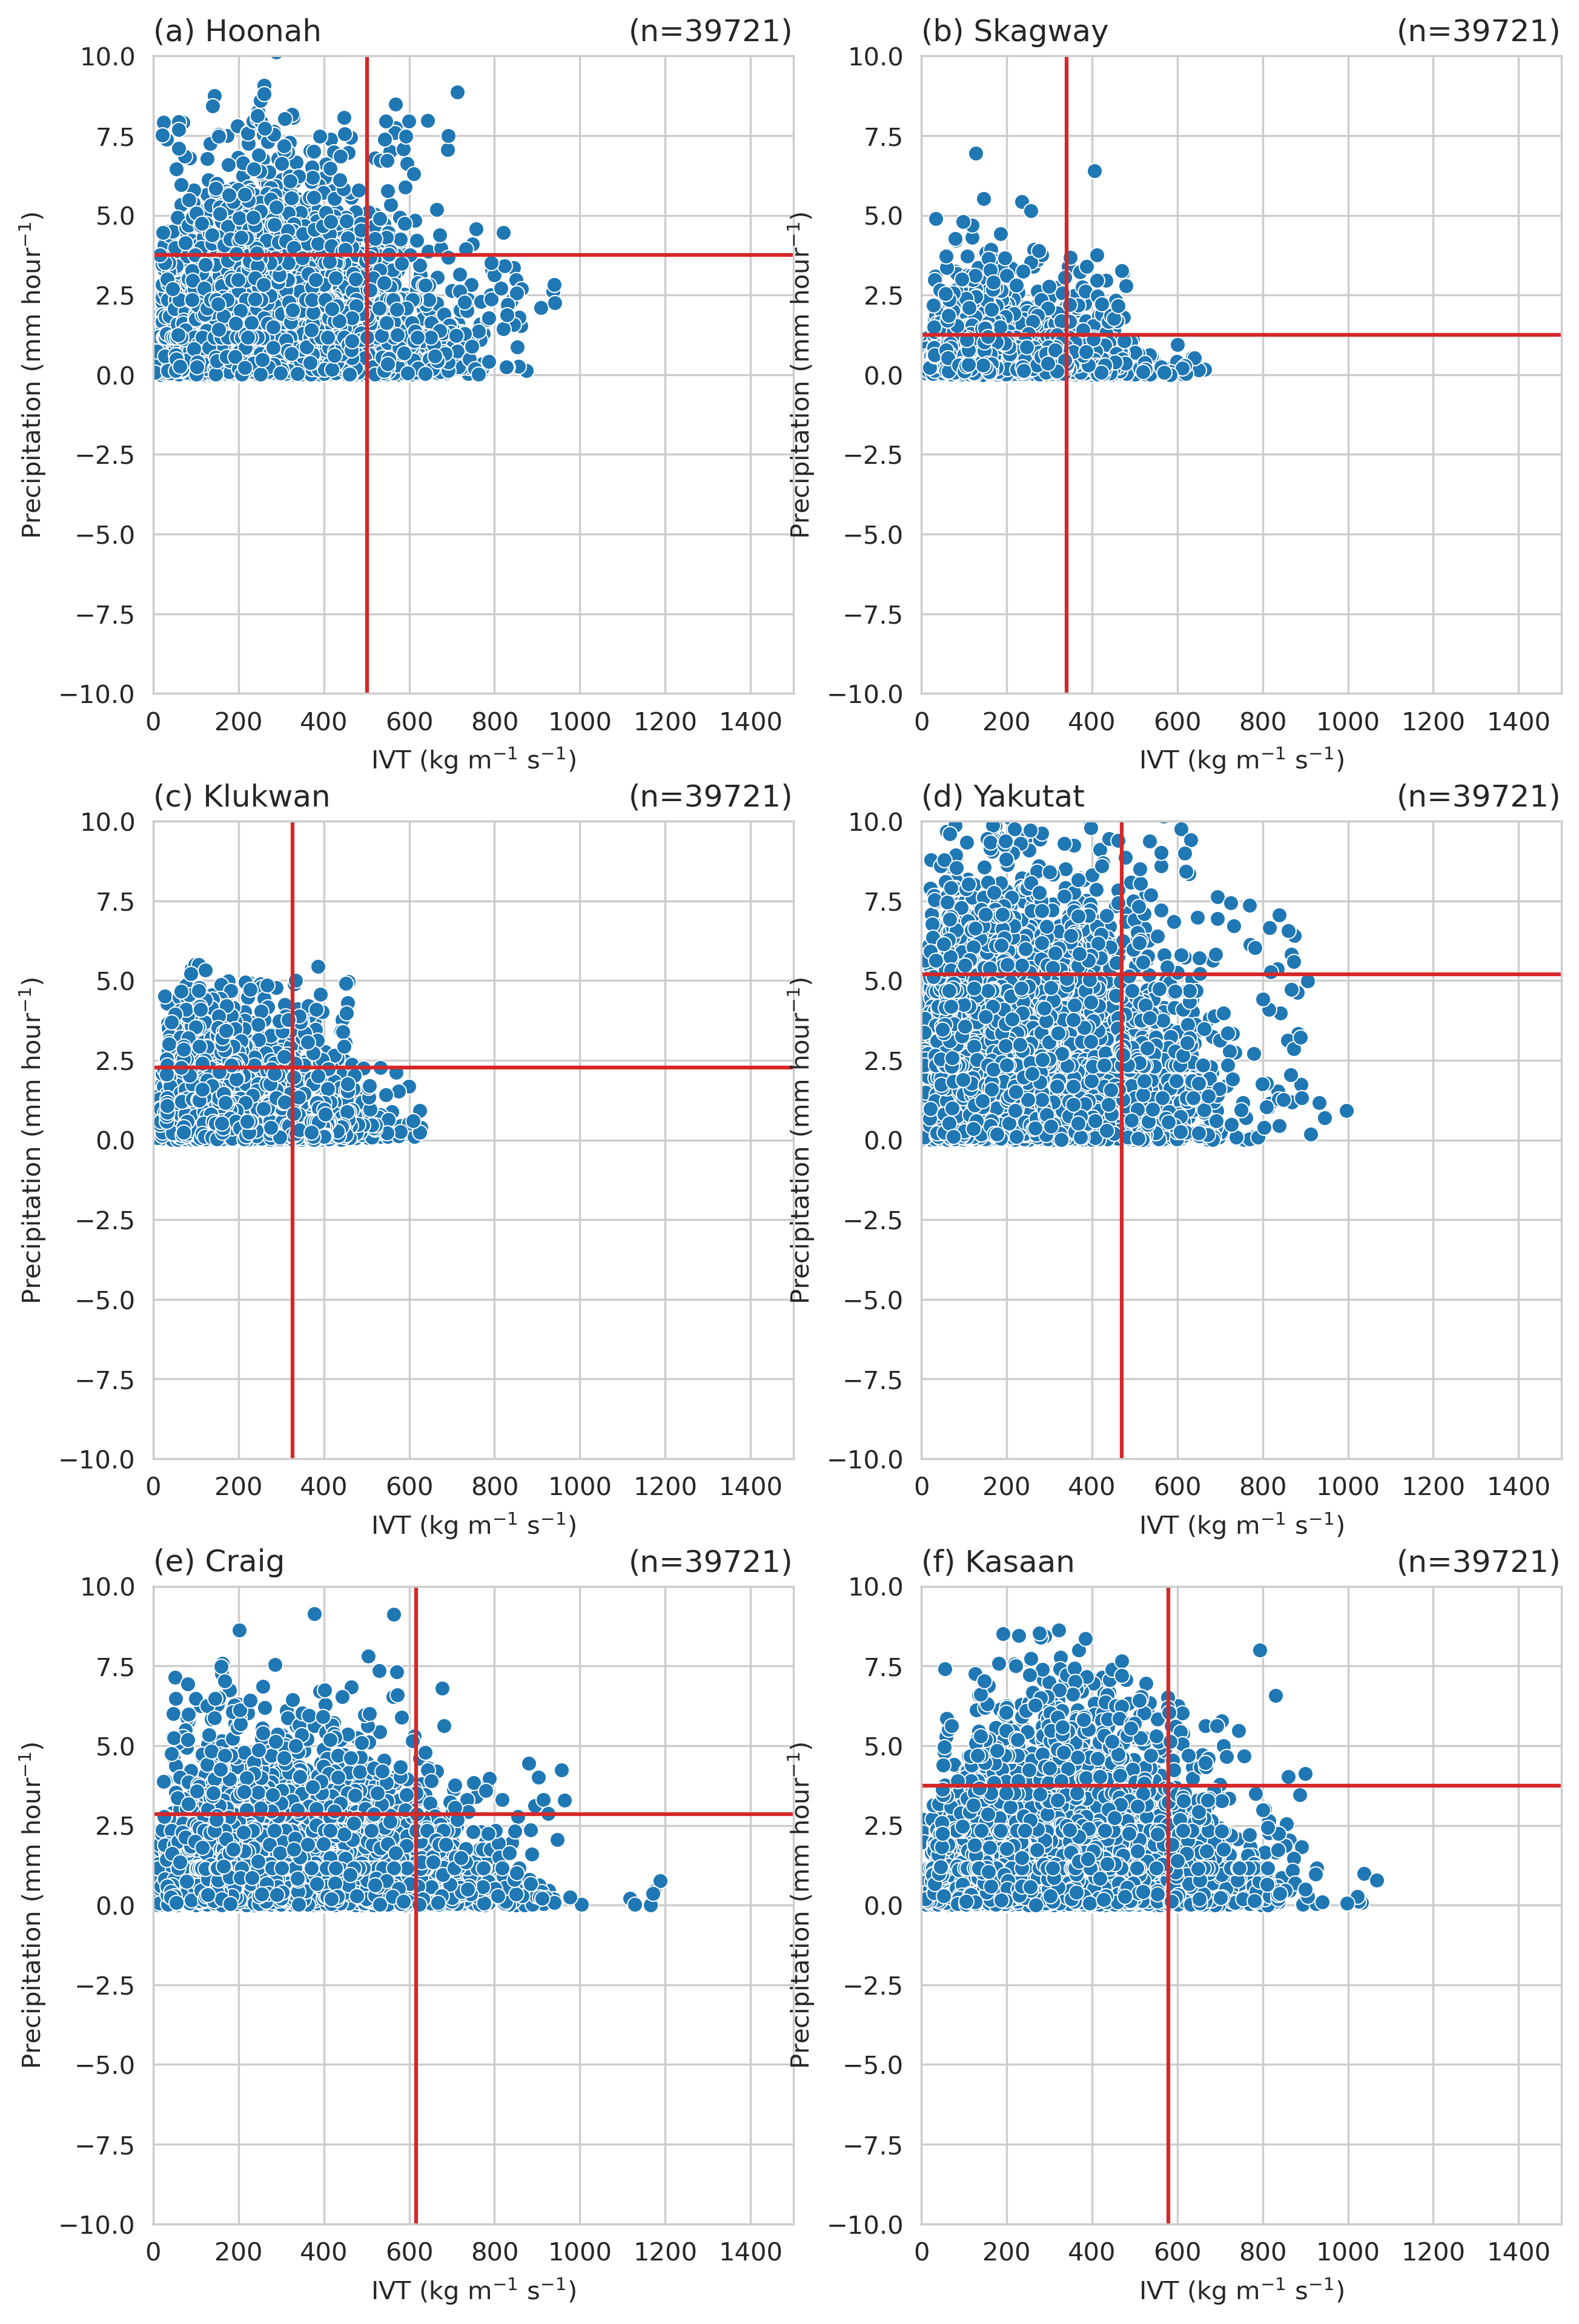 (a) Hoonah (n=39721)
10.0
7.5
5.0
2.5
0.0
−2.5
−5.0
−7.5
−10.0
Precipitation (mm hour⁻¹)
0 200 400 600 800 1000 1200 1400
IVT (kg m⁻¹ s⁻¹)
(b) Skagway (n=39721)
10.0
7.5
5.0
2.5
0.0
−2.5
−5.0
−7.5
−10.0
Precipitation (mm hour⁻¹)
0 200 400 600 800 1000 1200 1400
IVT (kg m⁻¹ s⁻¹)
(c) Klukwan (n=39721)
10.0
7.5
5.0
2.5
0.0
−2.5
−5.0
−7.5
−10.0
Precipitation (mm hour⁻¹)
0 200 400 600 800 1000 1200 1400
IVT (kg m⁻¹ s⁻¹)
(d) Yakutat (n=39721)
10.0
7.5
5.0
2.5
0.0
−2.5
−5.0
−7.5
−10.0
Precipitation (mm hour⁻¹)
0 200 400 600 800 1000 1200 1400
IVT (kg m⁻¹ s⁻¹)
(e) Craig (n=39721)
10.0
7.5
5.0
2.5
0.0
−2.5
−5.0
−7.5
−10.0
Precipitation (mm hour⁻¹)
0 200 400 600 800 1000 1200 1400
IVT (kg m⁻¹ s⁻¹)
(f) Kasaan (n=39721)
10.0
7.5
5.0
2.5
0.0
−2.5
−5.0
−7.5
−10.0
Precipitation (mm hour⁻¹)
0 200 400 600 800 1000 1200 1400
IVT (kg m⁻¹ s⁻¹)